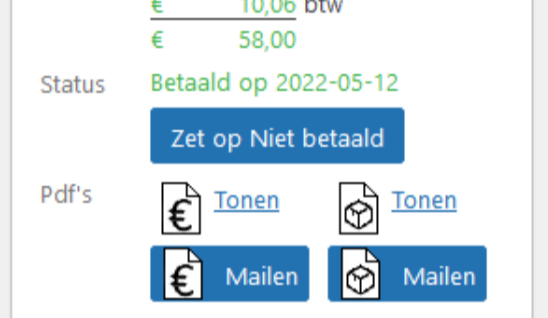 € 10,06 btw
€ 58,00
Status Betaald op 2022-05-12
Zet op Niet betaald
Pdf's € Tonen Tonen
€ Mailen Mailen